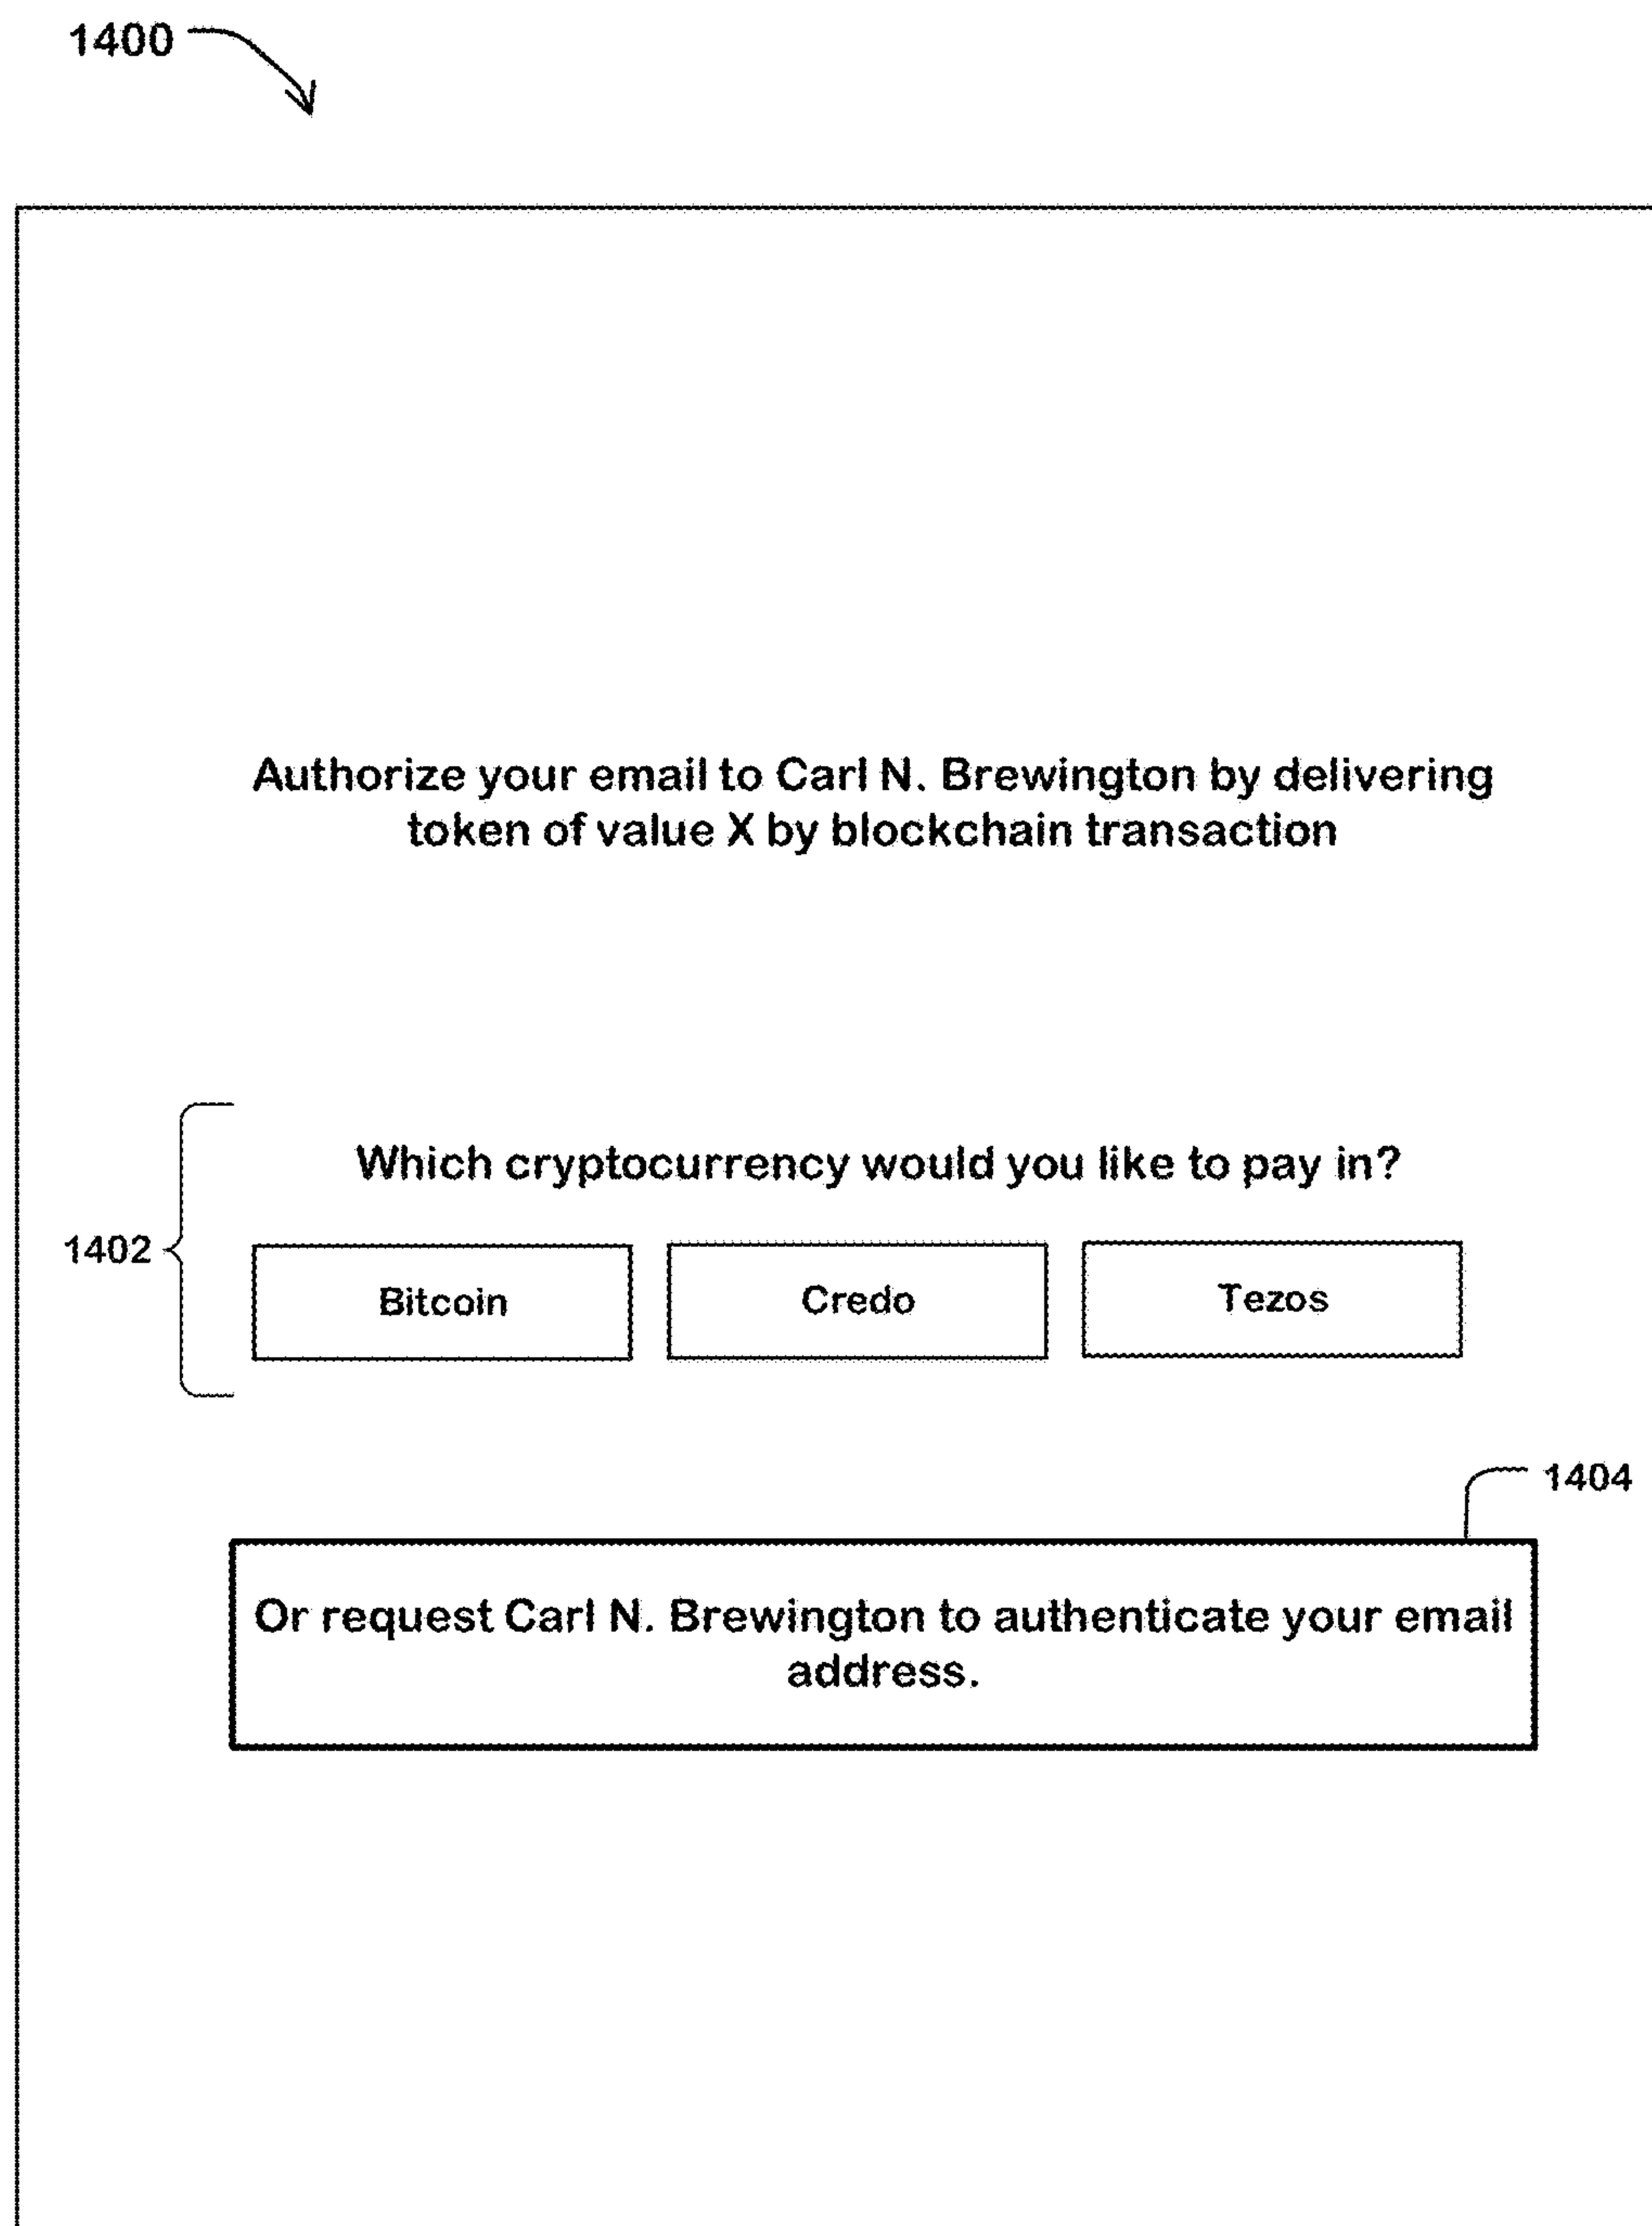 1400
Authorize your email to Carl N. Brewington by delivering
token of value X by blockchain transaction
Which cryptocurrency would you like to pay in?
1402
Bitcoin
Credo
Tezos
1404
Or request Carl N. Brewington to authenticate your email
address.